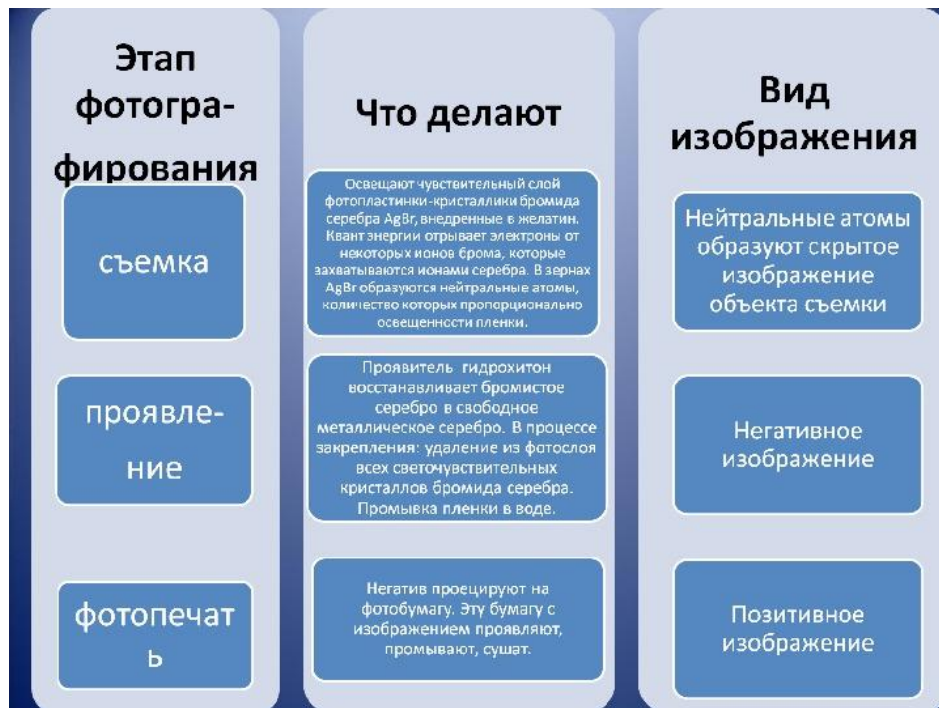 Этап
фотогра-
фирования
Что делают
Вид
изображения
съемка
Освещают чувствительный слой
фотопластинки-кристаллики бромида
серебра AgBr, внедренные в желатин.
Квант энергии отрывает электроны от
некоторых ионов брома, которые
захватываются ионами серебра. В зернах
AgBr образуются нейтральные атомы,
количество которых пропорционально
освещенности пленки.
Нейтральные атомы
образуют скрытое
изображение
объекта съемки
проявле-
ние
Проявитель гидрохитон
восстанавливает бромистое
серебро в свободное
металлическое серебро. В процессе
закрепления: удаление из фотослоя
всех светочувствительных
кристаллов бромида серебра.
Промывка пленки в воде.
Негативное
изображение
фотопечат
ь
Негатив проецируют на
фотобумагу. Эту бумагу с
изображением проявляют,
промывают, сушат.
Позитивное
изображение